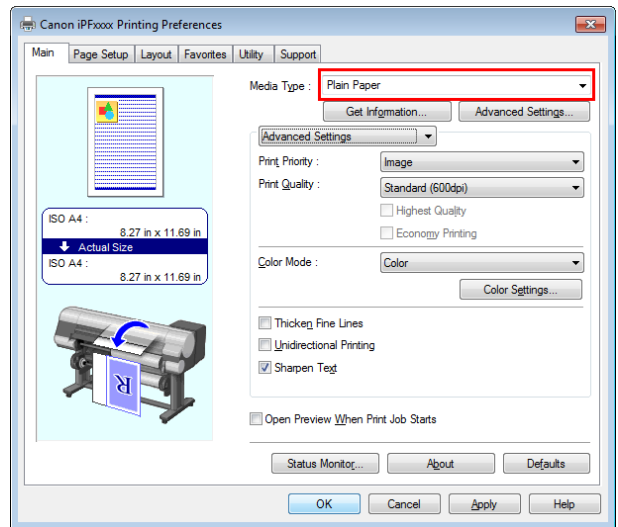 Canon iPFxxxx Printing Preferences
Main Page Setup Layout Favorites Utility Support
Media Type : Plain Paper
Get Information... Advanced Settings...
Advanced Settings
Print Priority : Image
Print Quality : Standard (600dpi)
Highest Quality
Economy Printing
ISO A4 :
8.27 in x 11.69 in
Actual Size
ISO A4 :
8.27 in x 11.69 in
Color Mode : Color
Color Settings...
Thicken Fine Lines
Unidirectional Printing
Sharpen Text
R
Open Preview When Print Job Starts
Status Monitor... About Defaults
OK Cancel Apply Help